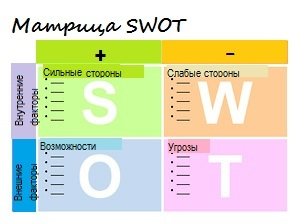 Матрица SWOT
+
–
Внутренние
факторы
Сильные стороны
S
Слабые стооны
W
Внешние
факторы
Возможности
O
Угрозы
T